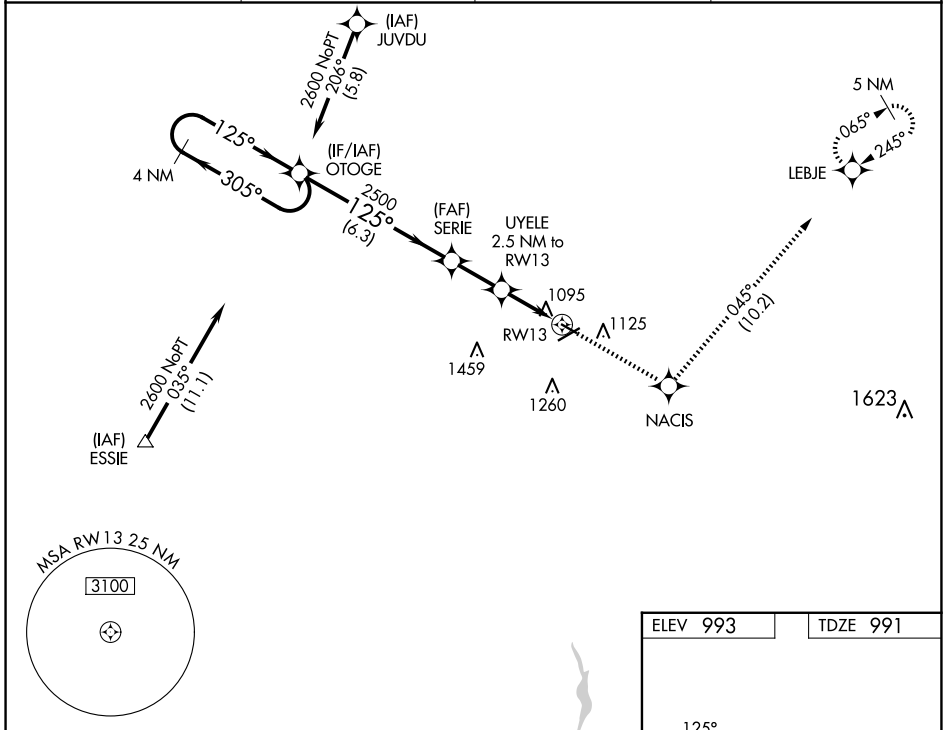 (IAF)
JUVDU
2600 NoPT
206°
(5.8)
5 NM
065°
245°
LEBJE
125°
4 NM
305°
(IF/IAF)
OTOGE
2500
125°
(6.3)
(FAF)
SERIE
UYELE
2.5 NM to
RW13
1095
RW13
1125
1459
1260
045°
(10.2)
NACIS
1623
2600 NoPT
035°
(11.1)
(IAF)
ESSIE
MSA RW13 25 NM
3100
ELEV 993
TDZE 991
125°